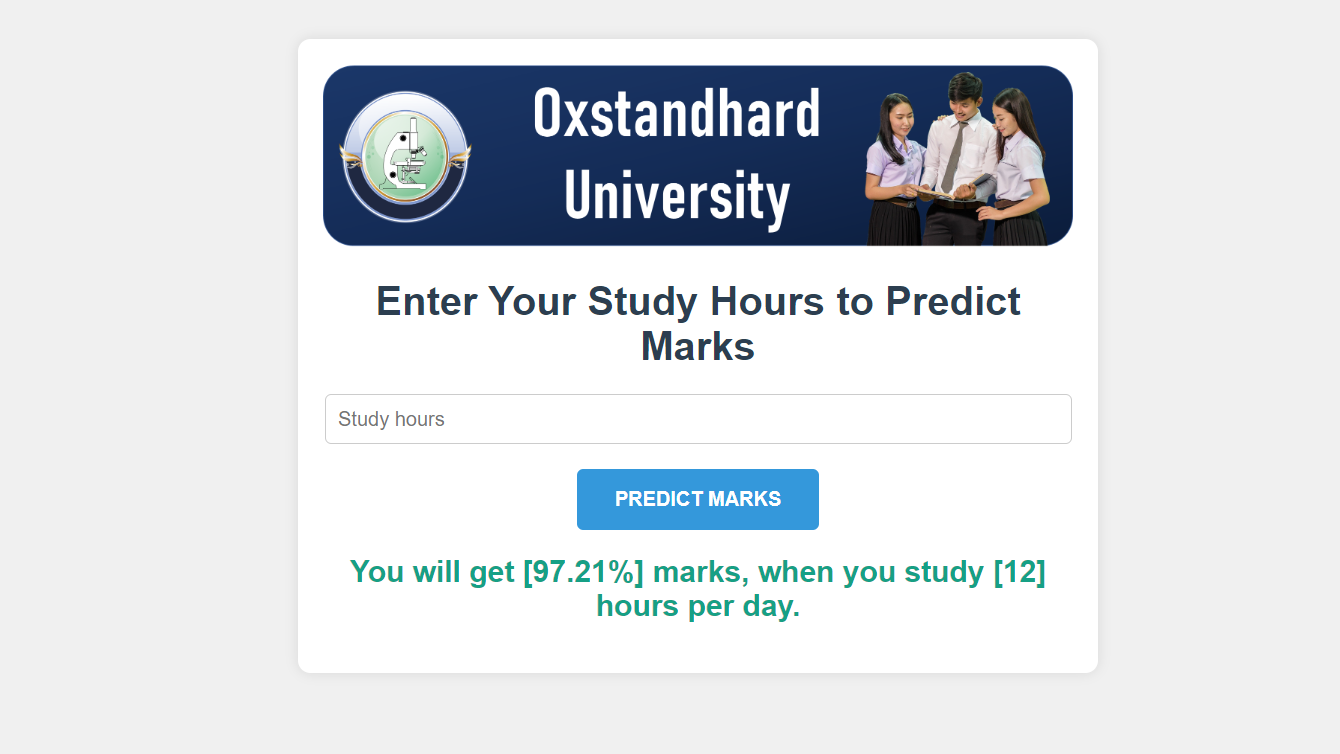 Oxstandhard
University
Enter Your Study Hours to Predict
Marks
Study hours
PREDICT MARKS
You will get [97.21%] marks, when you study [12]
hours per day.